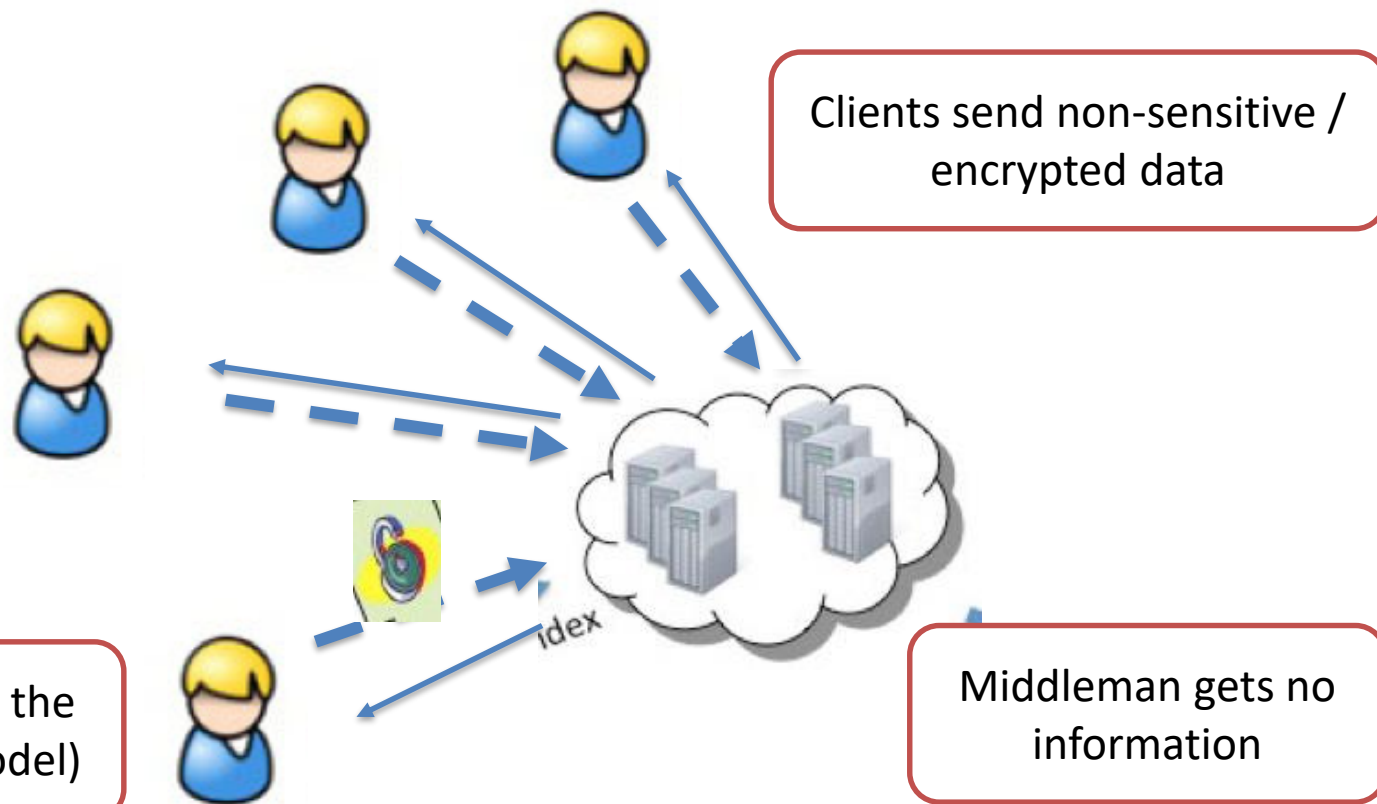 Clients send non-sensitive /
encrypted data
idex
the
odel)
Middleman gets no
information